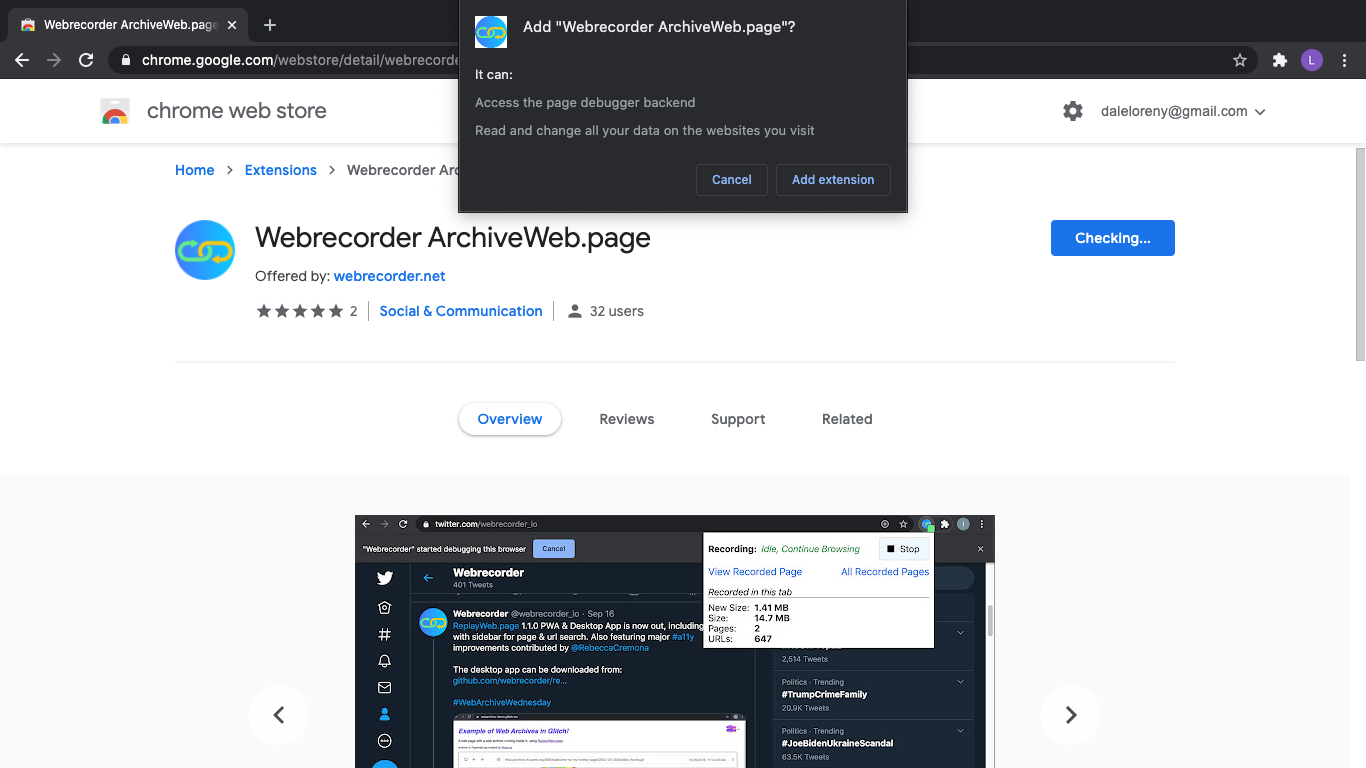 Webrecorder ArchiveWeb.page
chrome.google.com/webstore/detail/webrecorde
L
Add "Webrecorder ArchiveWeb.page"?
It can:
Access the page debugger backend
Read and change all your data on the websites you visit
Cancel
Add extension
chrome web store
daleloreny@gmail.com
Home
Extensions
Webrecorder Arc
Webrecorder ArchiveWeb.page
Checking...
Offered by: webrecorder.net
2
Social & Communication
32 users
Overview
Reviews
Support
Related
twitter.com/webrecorder_io
"Webrecorder" started debugging this browser
Cancel
Recording: Idle, Continue Browsing
Stop
View Recorded Page
All Recorded Pages
Recorded in this tab
New Size: 1.41 MB
Size: 14.7 MB
Pages: 2
URLs: 647
Webrecorder
401 Tweets
Webrecorder @webrecorder_io · Sep 16
ReplayWeb.page 1.1.0 PWA & Desktop App is now out, including
with sidebar for page & url search. Also featuring major #a11y
improvements contributed by @RebeccaCremona
The desktop app can be downloaded from:
github.com/webrecorder/re...
#WebArchiveWednesday
Example of Web Archives in Glitch!
2,514 Tweets
Politics · Trending
#TrumpCrimeFamily
20.9K Tweets
Politics · Trending
#JoeBidenUkraineScandal
63.5K Tweets